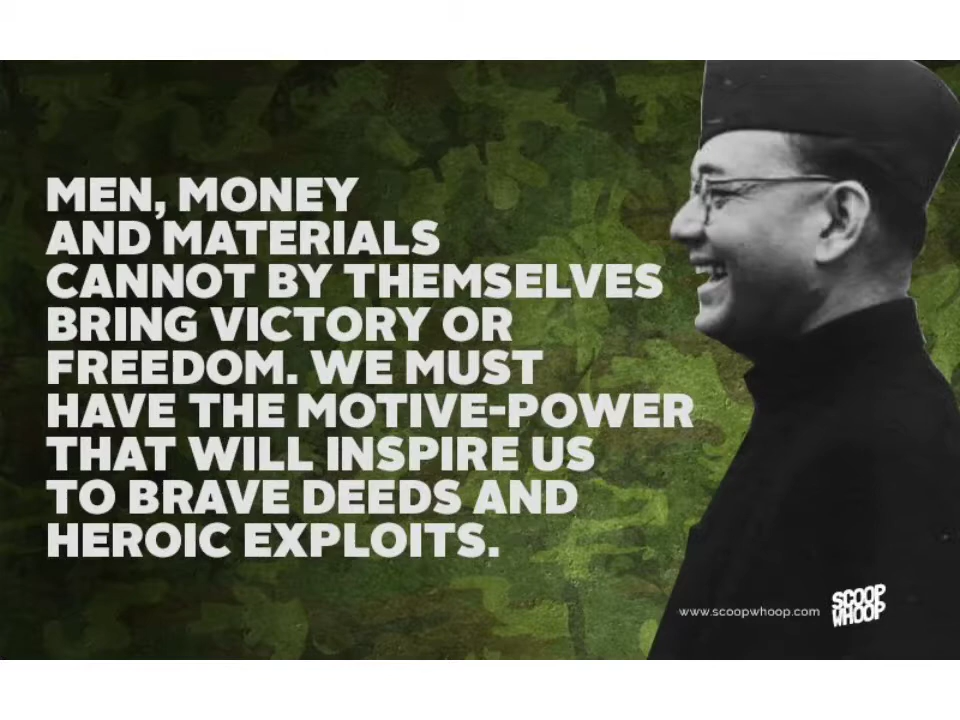 MEN, MONEY
AND MATERIALS
CANNOT BY THEMSELVES
BRING VICTORY OR
FREEDOM. WE MUST
HAVE THE MOTIVE-POWER
THAT WILL INSPIRE US
TO BRAVE DEEDS AND
HEROIC EXPLOITS.
www.scoopwhoop.com
SCOOP
WHOOP